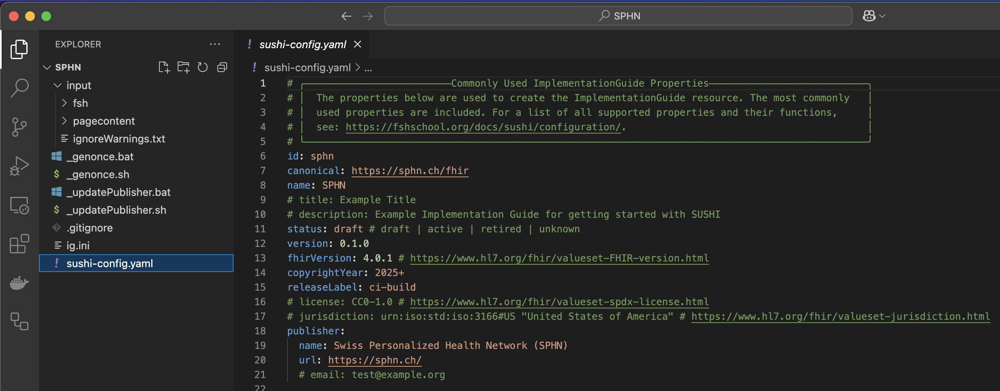 SPHN
EXPLORER
SPHN
input
fsh
pagecontent
ignoreWarnings.txt
_genonce.bat
$ _genonce.sh
_updatePublisher.bat
$ _updatePublisher.sh
.gitignore
ig.ini
! sushi-config.yaml
! sushi-config.yaml
! sushi-config.yaml > ...
1 # ╭───────Commonly Used ImplementationGuide Properties───────╮
2 # │ The properties below are used to create the ImplementationGuide resource. The most commonly │
3 # │ used properties are included. For a list of all supported properties and their functions, │
4 # │ see: https://fshschool.org/docs/sushi/configuration/. │
5 # ╰──────────────╯
6 id: sphn
7 canonical: https://sphn.ch/fhir
8 name: SPHN
9 # title: Example Title
10 # description: Example Implementation Guide for getting started with SUSHI
11 status: draft # draft | active | retired | unknown
12 version: 0.1.0
13 fhirVersion: 4.0.1 # https://www.hl7.org/fhir/valueset-FHIR-version.html
14 copyrightYear: 2025+
15 releaseLabel: ci-build
16 # license: CC0-1.0 # https://www.hl7.org/fhir/valueset-spdx-license.html
17 # jurisdiction: urn:iso:std:iso:3166#US "United States of America" # https://www.hl7.org/fhir/valueset-jurisdiction.html
18 publisher:
19 name: Swiss Personalized Health Network (SPHN)
20 url: https://sphn.ch/
21 # email: test@example.org
22